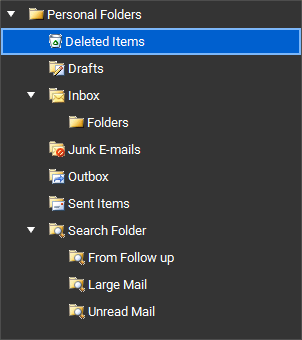 Personal Folders
Deleted Items
Drafts
Inbox
Folders
Junk E-mails
Outbox
Sent Items
Search Folder
From Follow up
Large Mail
Unread Mail